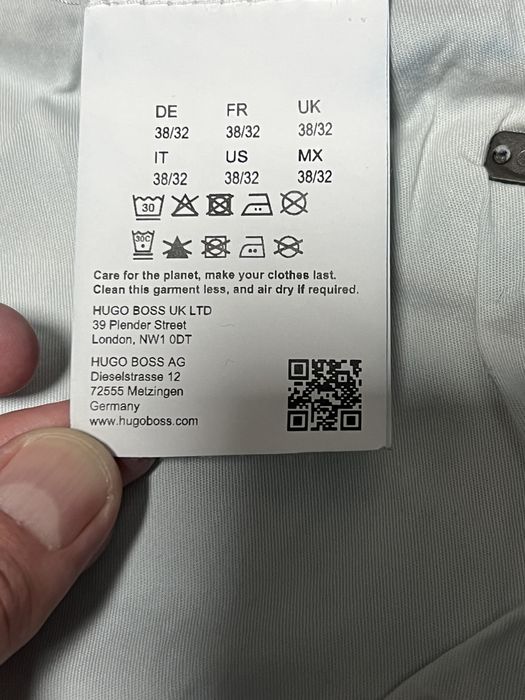 DE FR UK
38/32 38/32 38/32
IT US MX
38/32 38/32 38/32
30
30C
Care for the planet, make your clothes last.
Clean this garment less, and air dry if required.
HUGO BOSS UK LTD
39 Plender Street
London, NW1 0DT
HUGO BOSS AG
Dieselstrasse 12
72555 Metzingen
Germany
www.hugoboss.com